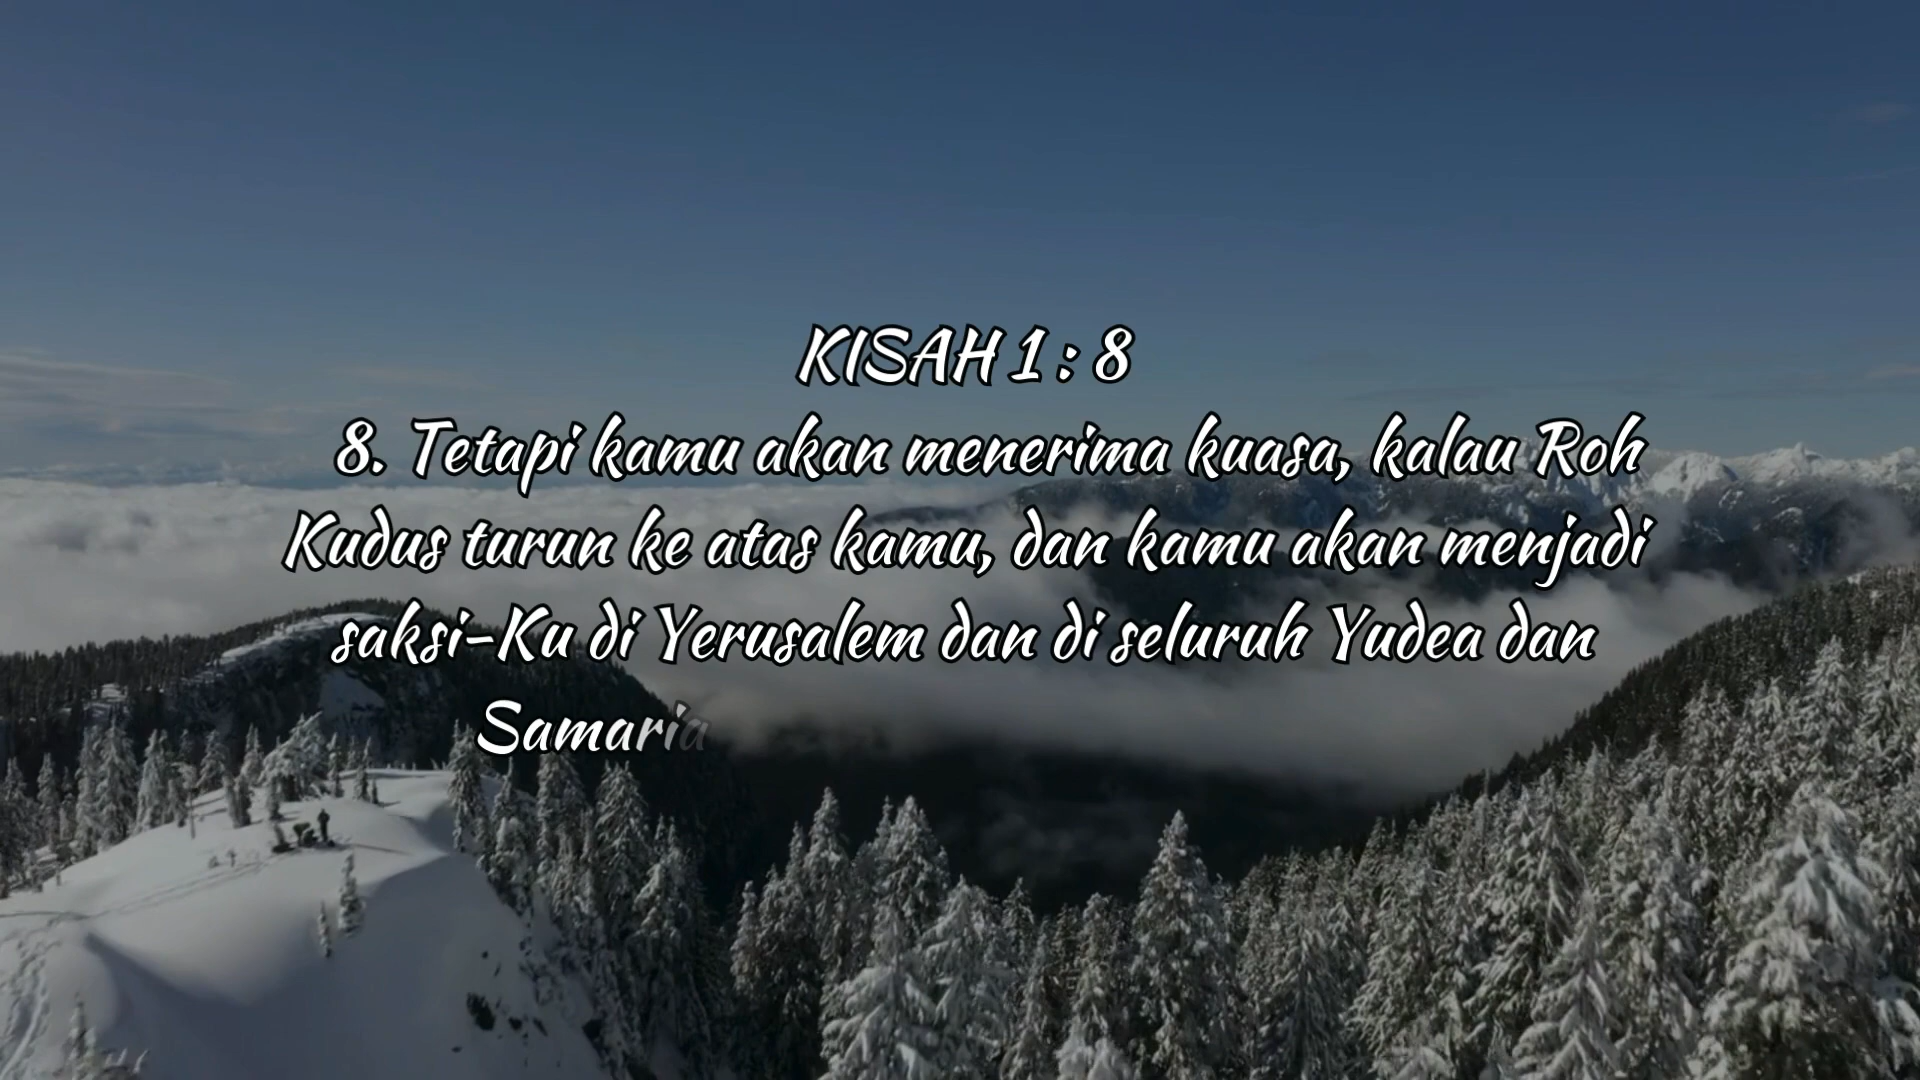 KISAH 1 : 8
8. Tetapi kamu akan menerima kuasa, kalau Roh
Kudus turun ke atas kamu, dan kamu akan menjadi
saksi-Ku di Yerusalem dan di seluruh Yudea dan
Samaria